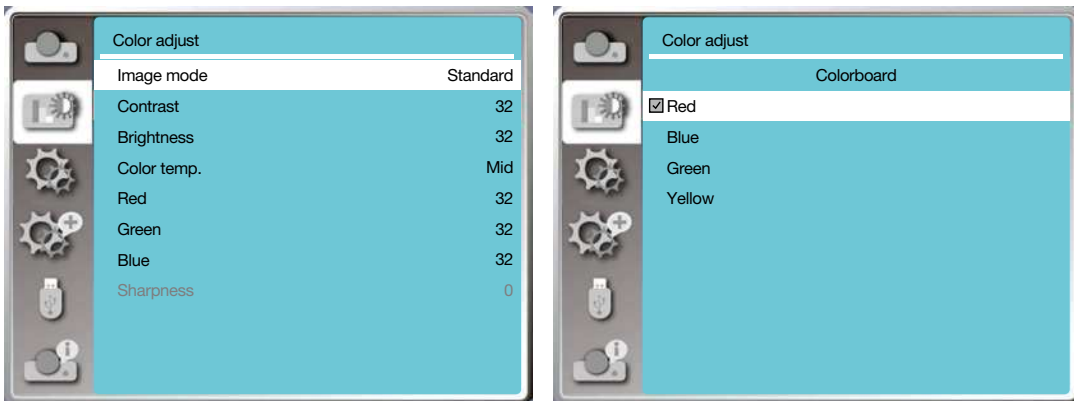 Color adjust
Image mode Standard
Contrast 32
Brightness 32
Color temp. Mid
Red 32
Green 32
Blue 32
Sharpness 0
Color adjust
Colorboard
Red
Blue
Green
Yellow